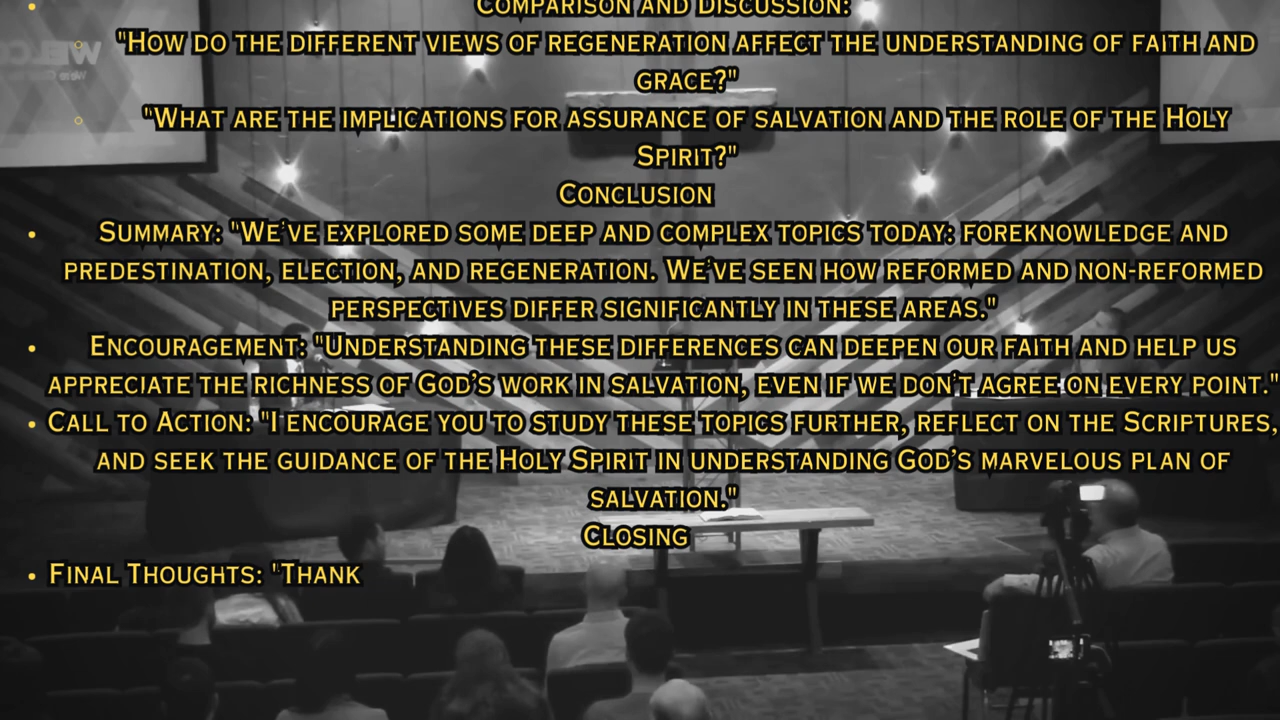 Comparison and Discussion:
"How do the different views of regeneration affect the understanding of faith and
grace?"
"What are the implications for assurance of salvation and the role of the Holy
Spirit?"
Conclusion
• Summary: "We've explored some deep and complex topics today: foreknowledge and
predestination, election, and regeneration. We've seen how Reformed and non-Reformed
perspectives differ significantly in these areas."
• Encouragement: "Understanding these differences can deepen our faith and help us
appreciate the richness of God's work in salvation, even if we don't agree on every point."
• Call to Action: "I encourage you to study these topics further, reflect on the Scriptures,
and seek the guidance of the Holy Spirit in understanding God's marvelous plan of
salvation."
Closing
• Final Thoughts: "Thank